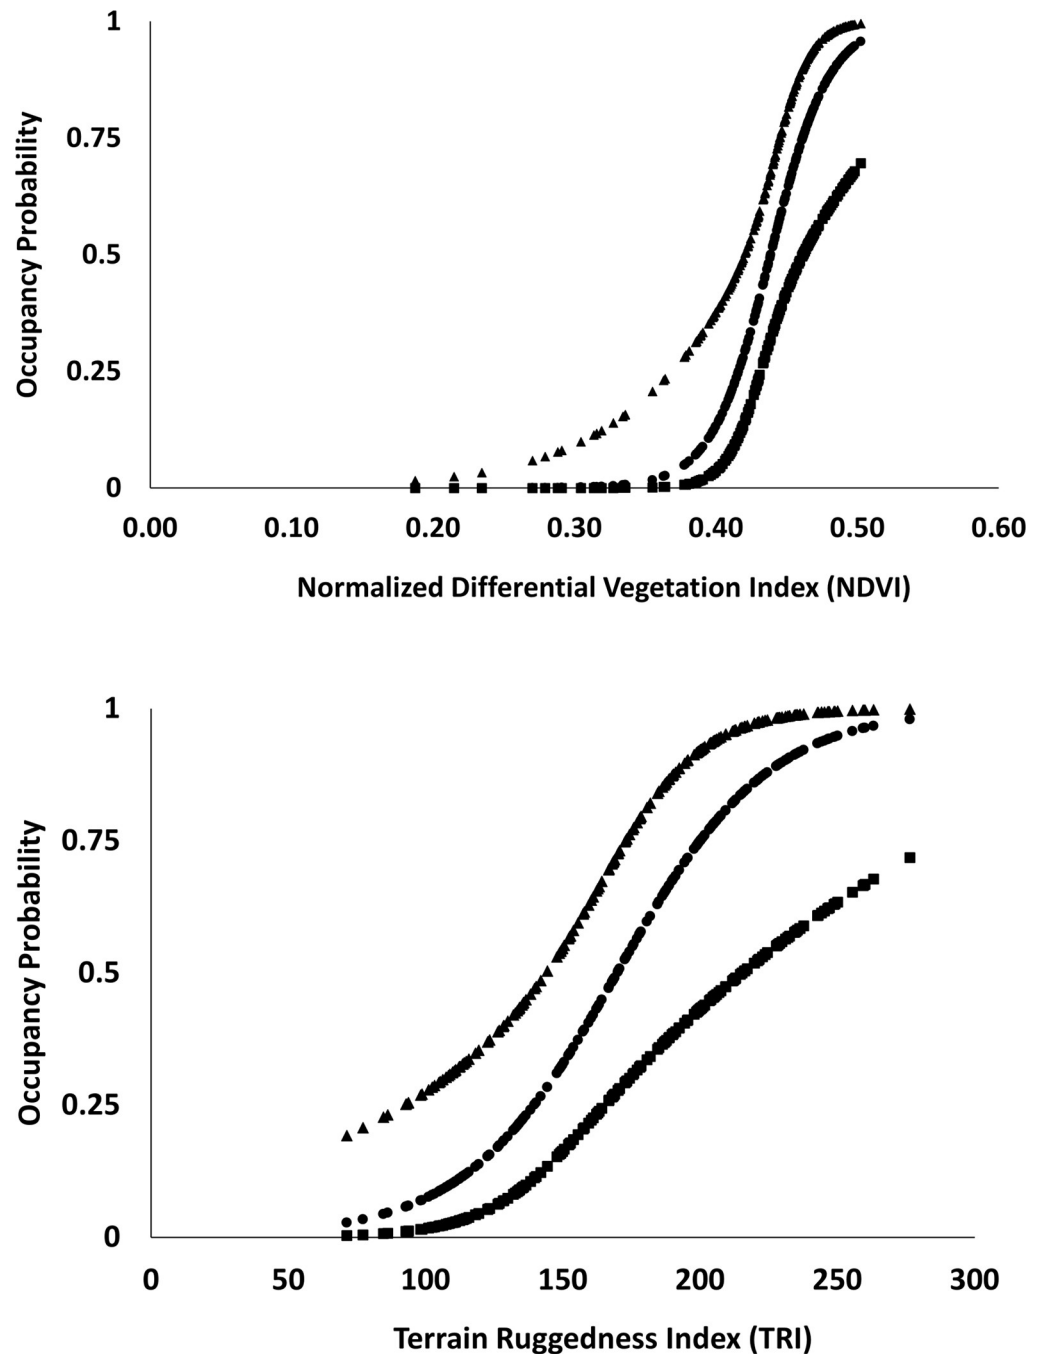 1
0.75
0.5
0.25
0
Occupancy Probability
0.00 0.10 0.20 0.30 0.40 0.50 0.60
Normalized Differential Vegetation Index (NDVI)
1
0.75
0.5
0.25
0
Occupancy Probability
0 50 100 150 200 250 300
Terrain Ruggedness Index (TRI)